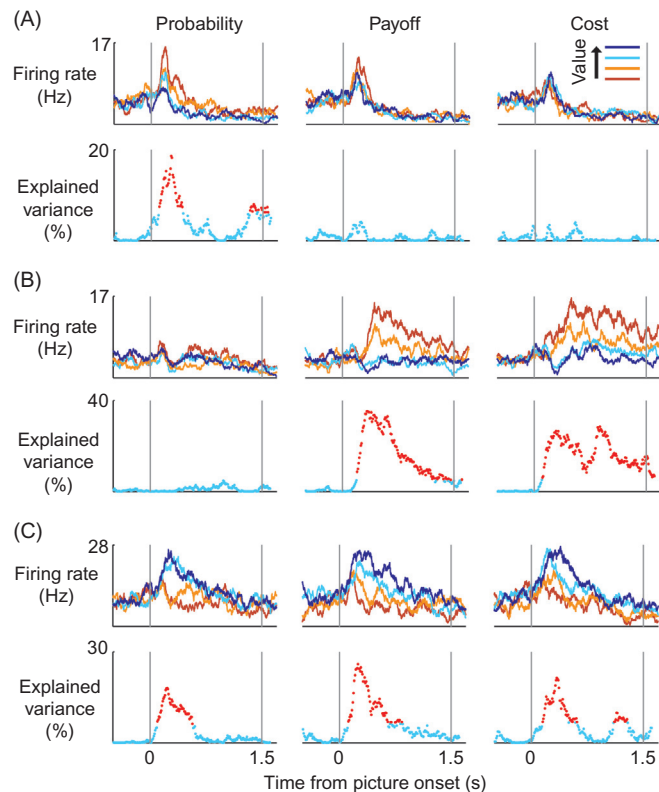 (A)
Probability
Payoff
Cost
17
Firing rate
(Hz)
Value
20
Explained
variance
(%)
(B)
17
Firing rate
(Hz)
40
Explained
variance
(%)
(C)
28
Firing rate
(Hz)
30
Explained
variance
(%)
0
1.5
0
1.5
0
1.5
Time from picture onset (s)